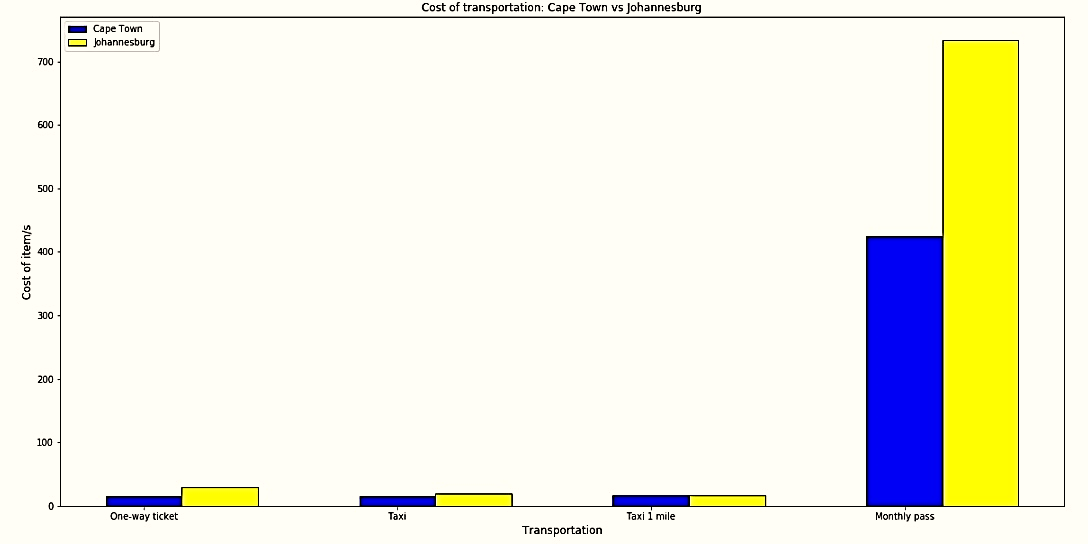 Cost of transportation: Cape Town vs Johannesburg
Cape Town
Johannesburg
700
600
500
400
300
200
100
0
Cost of item/s
One-way ticket
Taxi
Taxi 1 mile
Monthly pass
Transportation